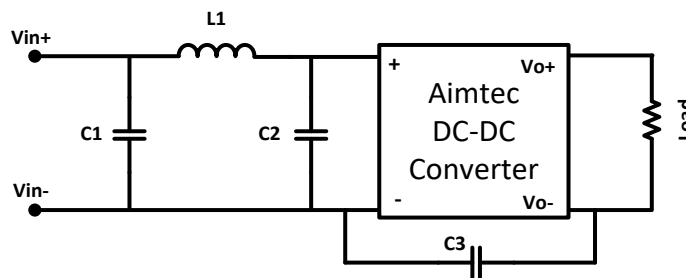 L1
Vin+
+
Vo+
Aimtec
DC-DC
Converter
C1
C2
Load
Vin-
-
Vo-
C3